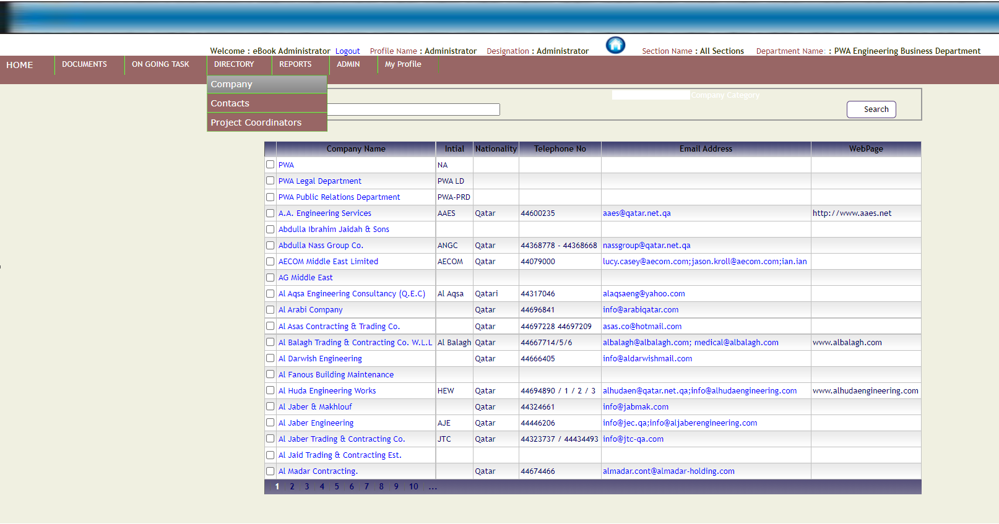 Welcome : eBook Administrator Logout Profile Name : Administrator Designation : Administrator Section Name : All Sections Department Name: : PWA Engineering Business Department
HOME DOCUMENTS ON GOING TASK DIRECTORY REPORTS ADMIN My Profile
Company
Contacts
Project Coordinators
Company Category
Search
Company Name Intial Nationality Telephone No Email Address WebPage
PWA NA
PWA Legal Department PWA LD
PWA Public Relations Department PWA-PRD
A.A. Engineering Services AAES Qatar 44600235 aaes@qatar.net.qa http://www.aaes.net
Abdulla Ibrahim Jaidah & Sons
Abdulla Nass Group Co. ANGC Qatar 44368778 - 44368668 nassgroup@qatar.net.qa
AECOM Middle East Limited AECOM Qatar 44079000 lucy.casey@aecom.com;jason.kroll@aecom.com;ian.ian
AG Middle East
Al Aqsa Engineering Consultancy (Q.E.C) Al Aqsa Qatari 44317046 alaqsaeng@yahoo.com
Al Arabi Company Qatar 44696841 info@arabiqatar.com
Al Asas Contracting & Trading Co. Qatar 44697228 44697209 asas.co@hotmail.com
Al Balagh Trading & Contracting Co. W.L.L Al Balagh Qatar 44667714/5/6 albalagh@albalagh.com; medical@albalagh.com www.albalagh.com
Al Darwish Engineering Qatar 44666405 info@aldarwishmail.com
Al Fanous Building Maintenance
Al Huda Engineering Works HEW Qatar 44694890 / 1 / 2 / 3 alhudaen@qatar.net.qa;info@alhudaengineering.com www.alhudaengineering.com
Al Jaber & Makhlouf Qatar 44324661 info@jabmak.com
Al Jaber Engineering AJE Qatar 44446206 info@jec.qa;info@aljaberengineering.com
Al Jaber Trading & Contracting Co. JTC Qatar 44323737 / 44434493 info@jtc-qa.com
Al Jaid Trading & Contracting Est.
Al Madar Contracting. Qatar 44674466 almadar.cont@almadar-holding.com
1 2 3 4 5 6 7 8 9 10 ...